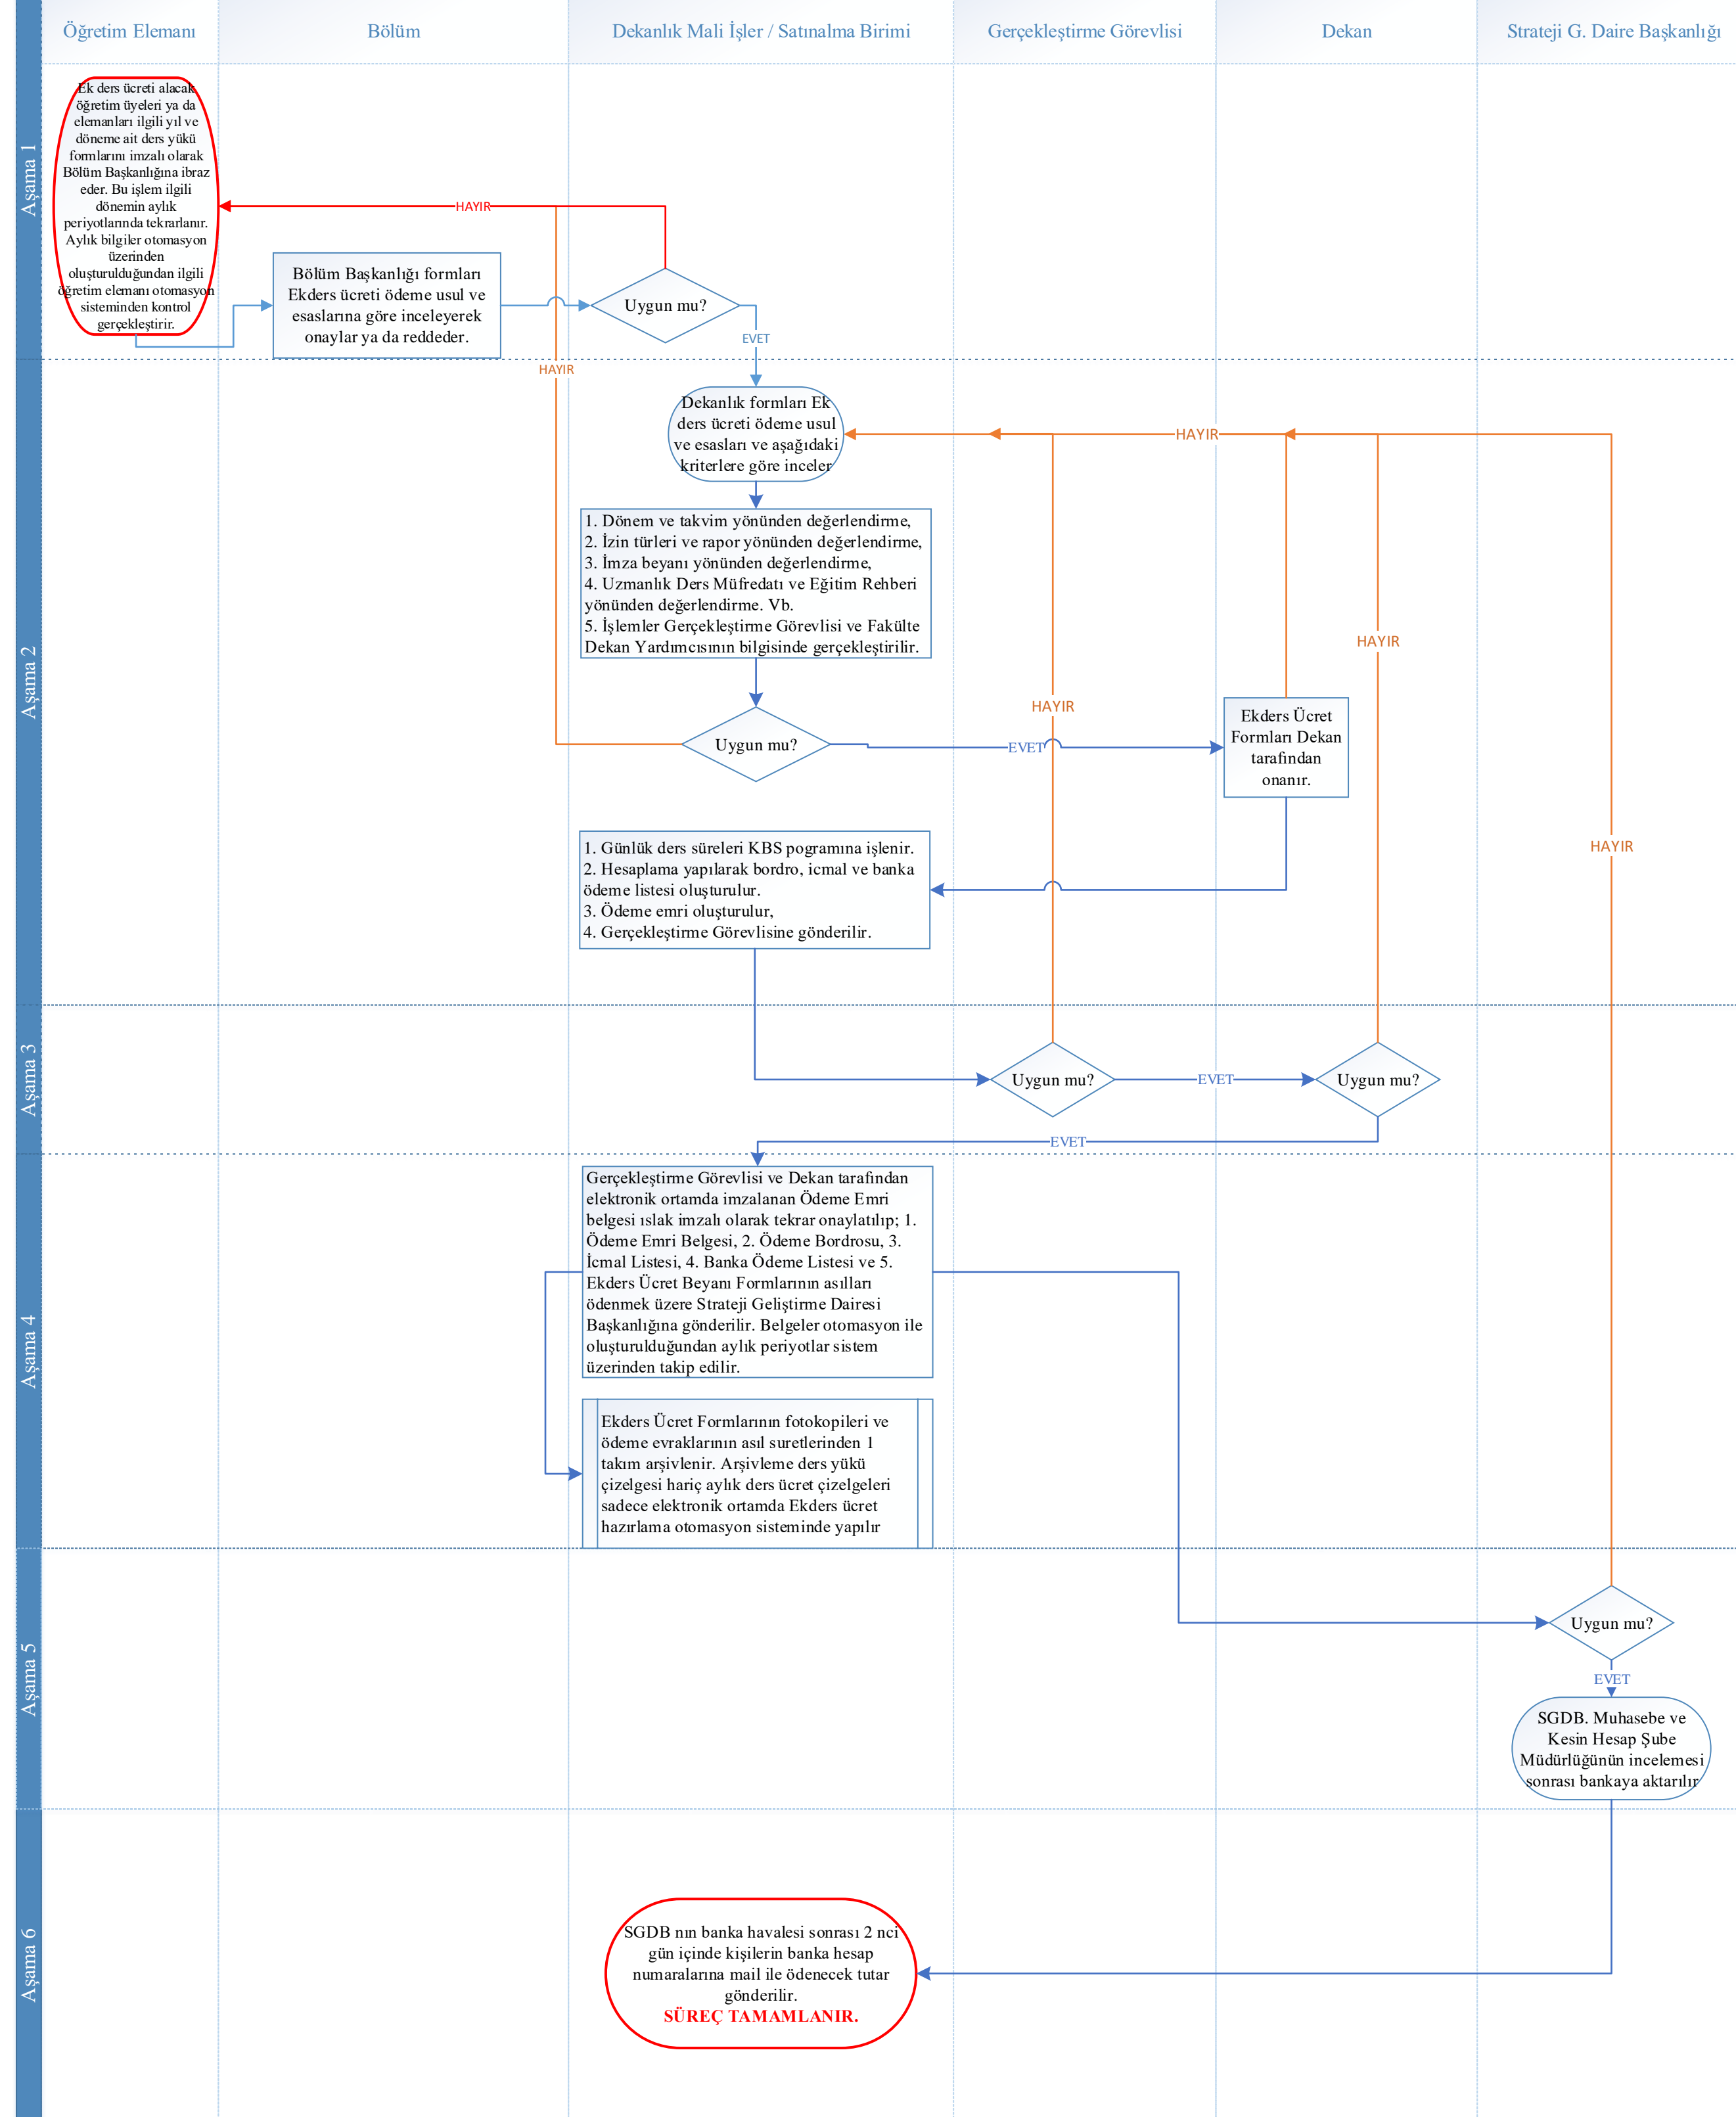 Öğretim Elemanı
Bölüm
Dekanlık Mali İşler / Satınalma Birimi
Gerçekleştirme Görevlisi
Dekan
Strateji G. Daire Başkanlığı
Aşama 1
Ek ders ücreti alacak
öğretim üyeleri ya da
elemanları ilgili yıl ve
döneme ait ders yükü
formlarını imzalı olarak
Bölüm Başkanlığına ibraz
eder. Bu işlem ilgili
dönemin aylık
periyotlarında tekrarlanır.
Aylık bilgiler otomasyon
üzerinden
oluşturulduğundan ilgili
öğretim elemanı otomasyon
sisteminden kontrol
gerçekleştirir.
HAYIR
Bölüm Başkanlığı formları
Ekders ücreti ödeme usul ve
esaslarına göre inceleyerek
onaylar ya da reddeder.
Uygun mu?
EVET
HAYIR
Aşama 2
Dekanlık formları Ek
ders ücreti ödeme usul
ve esasları ve aşağıdaki
kriterlere göre inceler
HAYIR
1. Dönem ve takvim yönünden değerlendirme,
2. İzin türleri ve rapor yönünden değerlendirme,
3. İmza beyanı yönünden değerlendirme,
4. Uzmanlık Ders Müfredatı ve Eğitim Rehberi
yönünden değerlendirme. Vb.
5. İşlemler Gerçekleştirme Görevlisi ve Fakülte
Dekan Yardımcısının bilgisinde gerçekleştirilir.
HAYIR
HAYIR
Uygun mu?
EVET
Ekders Ücret
Formları Dekan
tarafından
onanır.
1. Günlük ders süreleri KBS pogramına işlenir.
2. Hesaplama yapılarak bordro, icmal ve banka
ödeme listesi oluşturulur.
3. Ödeme emri oluşturulur,
4. Gerçekleştirme Görevlisine gönderilir.
HAYIR
Aşama 3
Uygun mu?
EVET
Uygun mu?
EVET
Aşama 4
Gerçekleştirme Görevlisi ve Dekan tarafından
elektronik ortamda imzalanan Ödeme Emri
belgesi ıslak imzalı olarak tekrar onaylatılıp; 1.
Ödeme Emri Belgesi, 2. Ödeme Bordrosu, 3.
İcmal Listesi, 4. Banka Ödeme Listesi ve 5.
Ekders Ücret Beyanı Formlarının asılları
ödenmek üzere Strateji Geliştirme Dairesi
Başkanlığına gönderilir. Belgeler otomasyon ile
oluşturulduğundan aylık periyotlar sistem
üzerinden takip edilir.
Ekders Ücret Formlarının fotokopileri ve
ödeme evraklarının asıl suretlerinden 1
takım arşivlenir. Arşivleme ders yükü
çizelgesi hariç aylık ders ücret çizelgeleri
sadece elektronik ortamda Ekders ücret
hazırlama otomasyon sisteminde yapılır
Aşama 5
Uygun mu?
EVET
SGDB. Muhasebe ve
Kesin Hesap Şube
Müdürlüğünün incelemesi
sonrası bankaya aktarılır
Aşama 6
SGDB nın banka havalesi sonrası 2 nci
gün içinde kişilerin banka hesap
numaralarına mail ile ödenecek tutar
gönderilir.
SÜREÇ TAMAMLANIR.